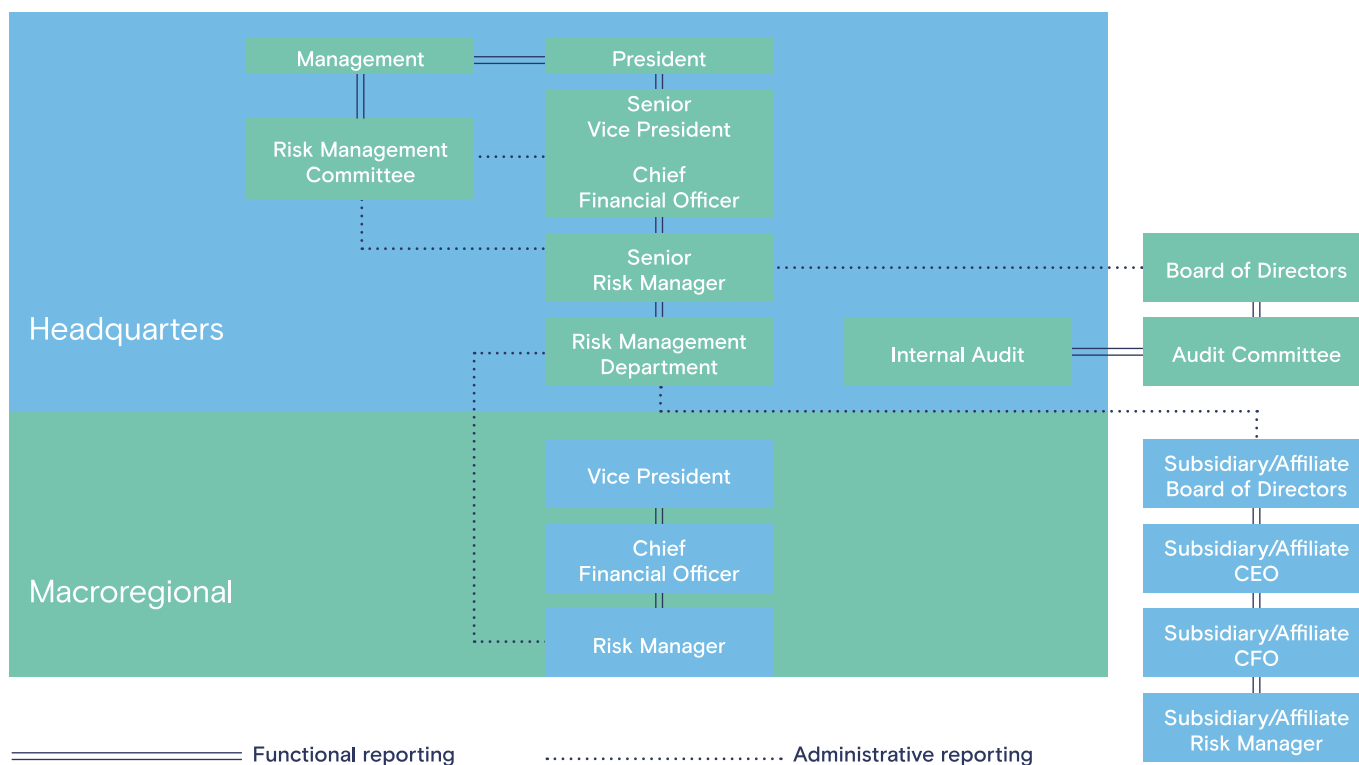 Management
President
Senior
Vice President
Risk Management
Committee
Chief
Financial Officer
Senior
Risk Manager
Board of Directors
Headquarters
Risk Management
Department
Internal Audit
Audit Committee
Vice President
Subsidiary/Affiliate
Board of Directors
Chief
Financial Officer
Subsidiary/Affiliate
CEO
Macroregional
Risk Manager
Subsidiary/Affiliate
CFO
Subsidiary/Affiliate
Risk Manager
Functional reporting
Administrative reporting